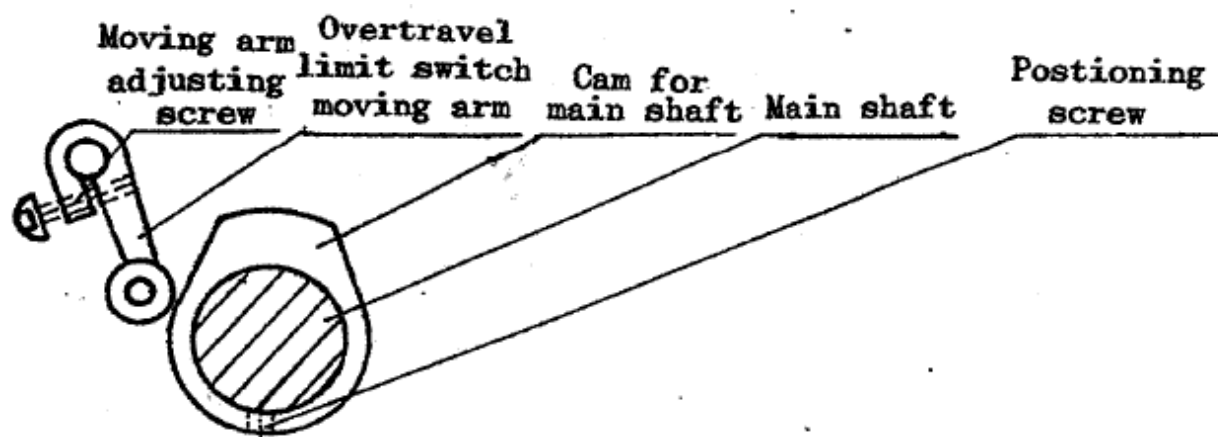 Moving arm
adjusting
screw
Overtravel
limit switch
moving arm
Cam for
main shaft
Main shaft
Postioning
screw